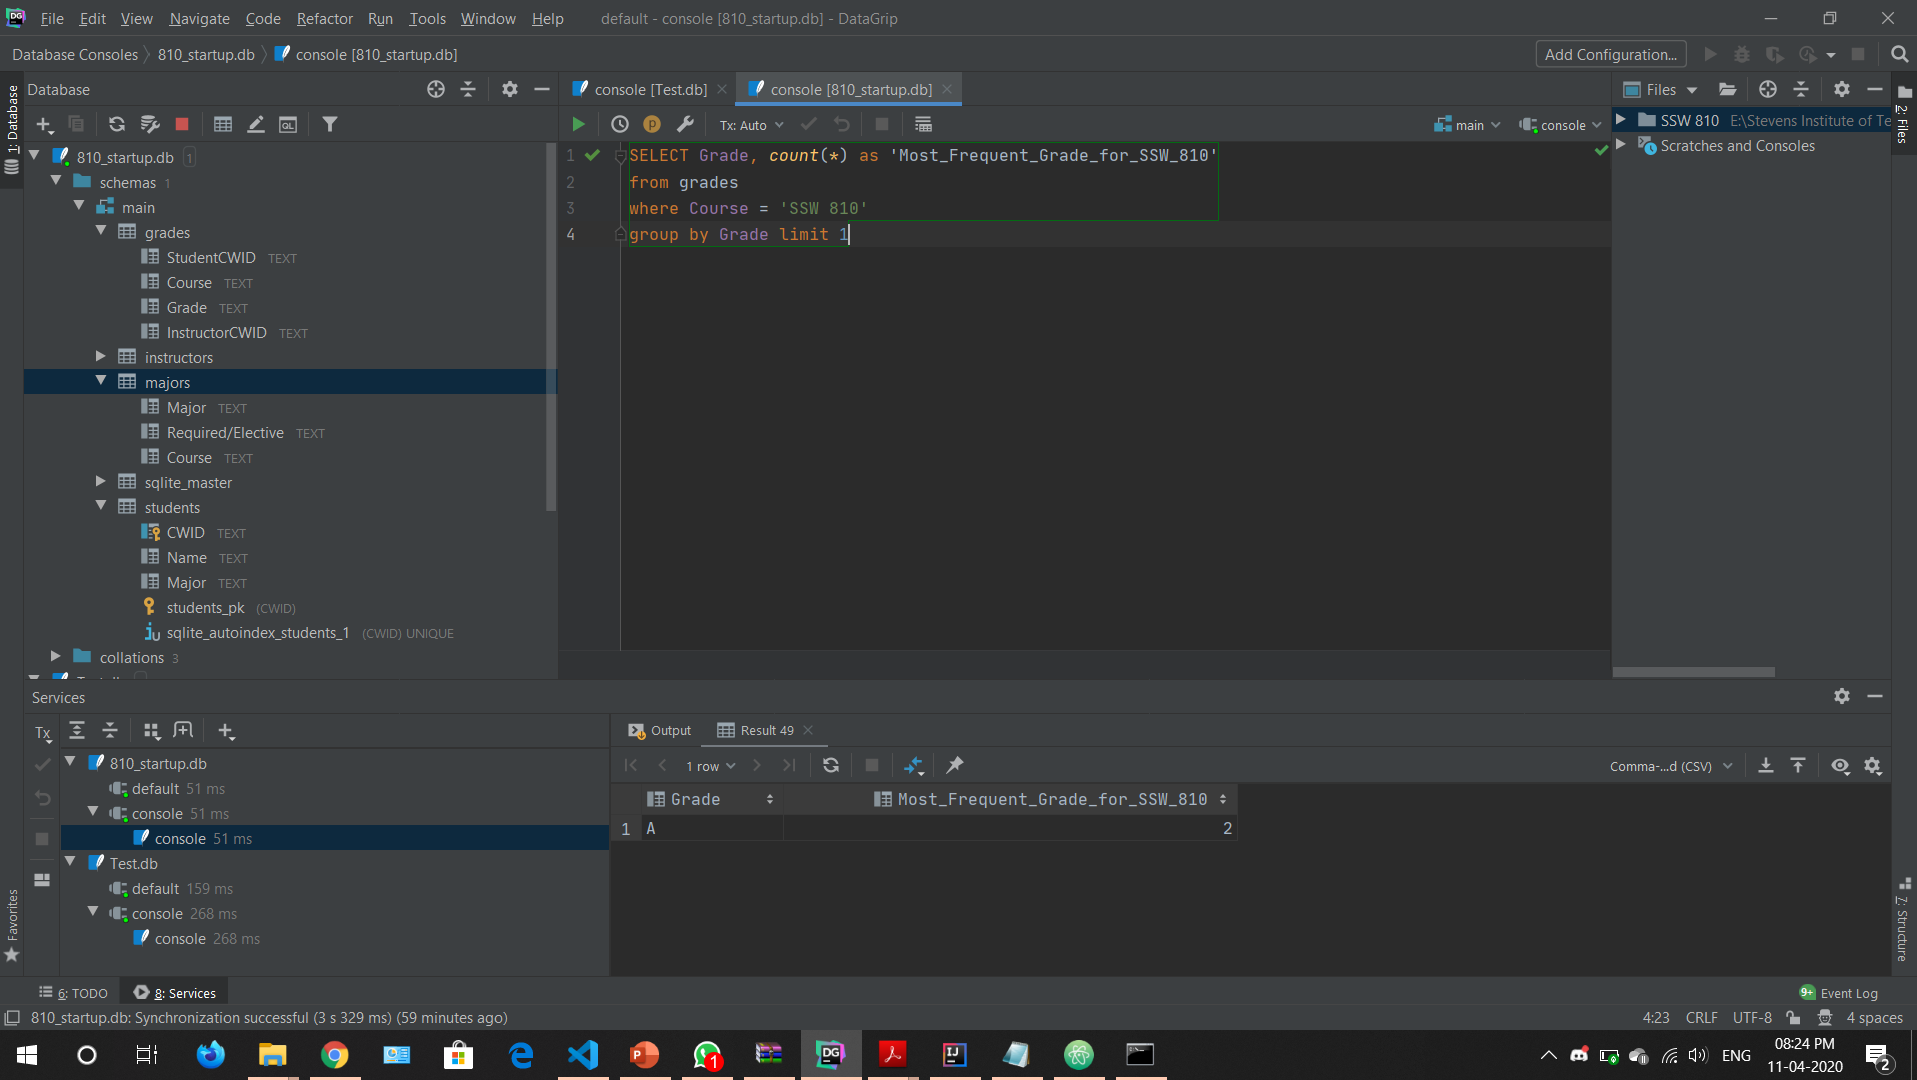 File Edit View Navigate Code Refactor Run Tools Window Help default - console [810_startup.db] - DataGrip
Database Consoles 810_startup.db console [810_startup.db] Add Configuration...
1: Database
Database
810_startup.db 1
schemas 1
main
grades
StudentCWID TEXT
Course TEXT
Grade TEXT
InstructorCWID TEXT
instructors
majors
Major TEXT
Required/Elective TEXT
Course TEXT
sqlite_master
students
CWID TEXT
Name TEXT
Major TEXT
students_pk (CWID)
sqlite_autoindex_students_1 (CWID) UNIQUE
collations 3
console [Test.db] console [810_startup.db]
Tx: Auto main console
1 SELECT Grade, count(*) as 'Most_Frequent_Grade_for_SSW_810'
2 from grades
3 where Course = 'SSW 810'
4 group by Grade limit 1
Files
SSW 810 E:\Stevens Institute of Te
Scratches and Consoles
2: Files
Services
Tx
810_startup.db
default 51 ms
console 51 ms
console 51 ms
Test.db
default 159 ms
console 268 ms
console 268 ms
Output Result 49
1 row Comma-...d (CSV)
Grade Most_Frequent_Grade_for_SSW_810
1 A 2
Favorites
7: Structure
6: TODO 8: Services 9+ Event Log
810_startup.db: Synchronization successful (3 s 329 ms) (59 minutes ago) 4:23 CRLF UTF-8 4 spaces
DG
IJ
1
ENG
08:24 PM
11-04-2020
2